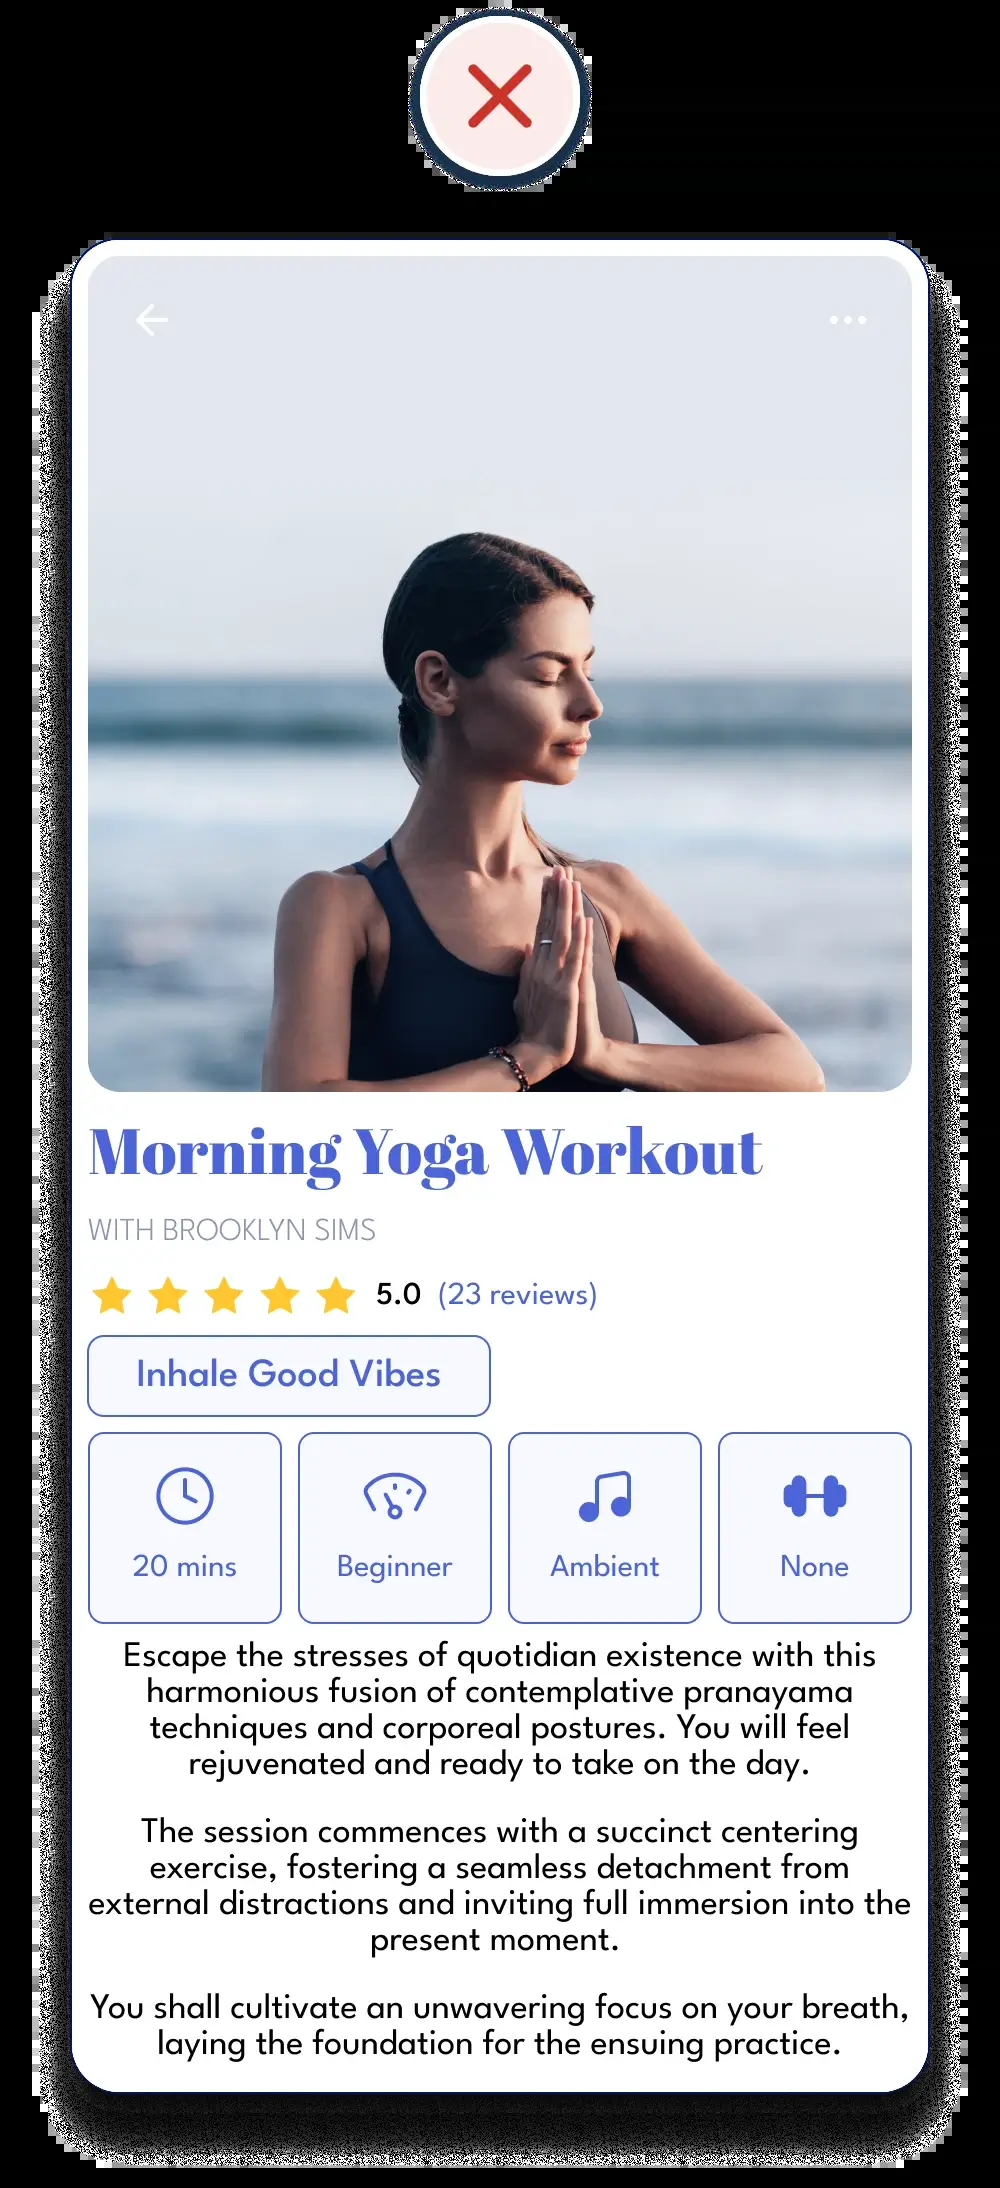 Morning Yoga Workout
WITH BROOKLYN SIMS
5.0 (23 reviews)
Inhale Good Vibes
20 mins
Beginner
Ambient
None
Escape the stresses of quotidian existence with this
harmonious fusion of contemplative pranayama
techniques and corporeal postures. You will feel
rejuvenated and ready to take on the day.
The session commences with a succinct centering
exercise, fostering a seamless detachment from
external distractions and inviting full immersion into the
present moment.
You shall cultivate an unwavering focus on your breath,
laying the foundation for the ensuing practice.